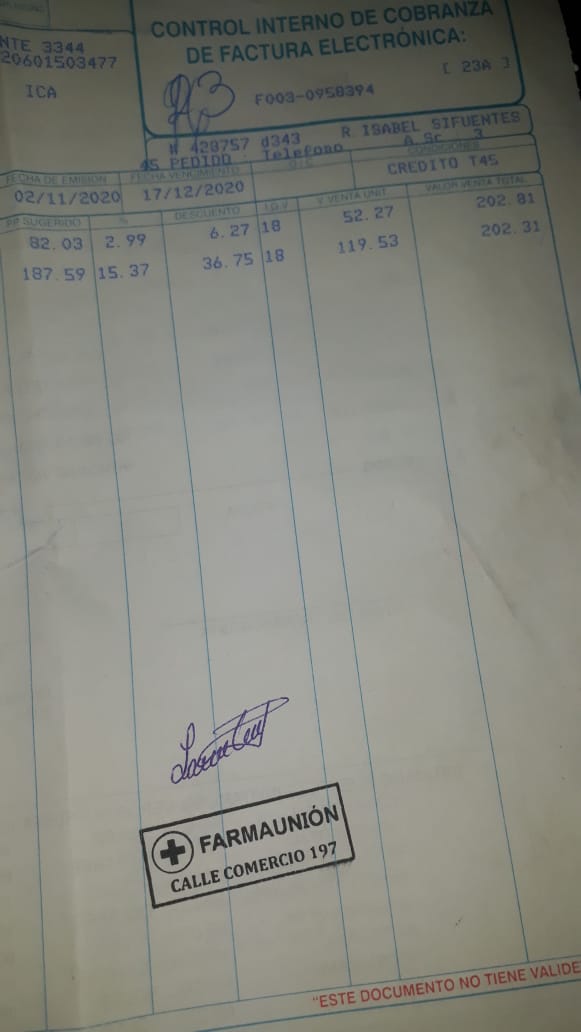 CONTROL INTERNO DE COBRANZA
DE FACTURA ELECTRÓNICA:
NTE 3344
20601503477
ICA
[ 23A ]
F003-0958394
# 428757 d343 R. ISABEL SIFUENTES
45 PEDIDO : Telefono A Sr. 3
FECHA DE EMISION FECHA VENCIMIENTO CONDICIONES
02/11/2020 17/12/2020 CREDITO T45
PP SUGERIDO % DESCUENTO I.G.V V. VENTA UNIT. VALOR VENTA TOTAL
82.03 2.99 6.27 18 52.27 202.81
187.59 15.37 36.75 18 119.53 202.31
FARMAUNIÓN
CALLE COMERCIO 197
"ESTE DOCUMENTO NO TIENE VALIDE